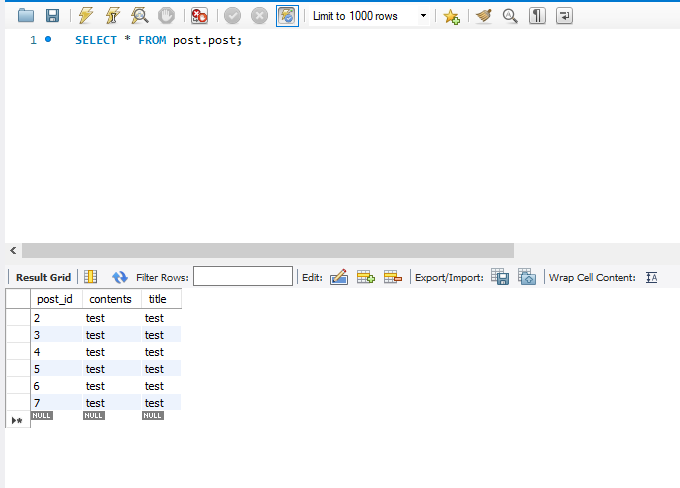 Limit to 1000 rows
1 SELECT * FROM post.post;
Result Grid Filter Rows: Edit: Export/Import: Wrap Cell Content:
post_id contents title
2 test test
3 test test
4 test test
5 test test
6 test test
7 test test
NULL NULL NULL